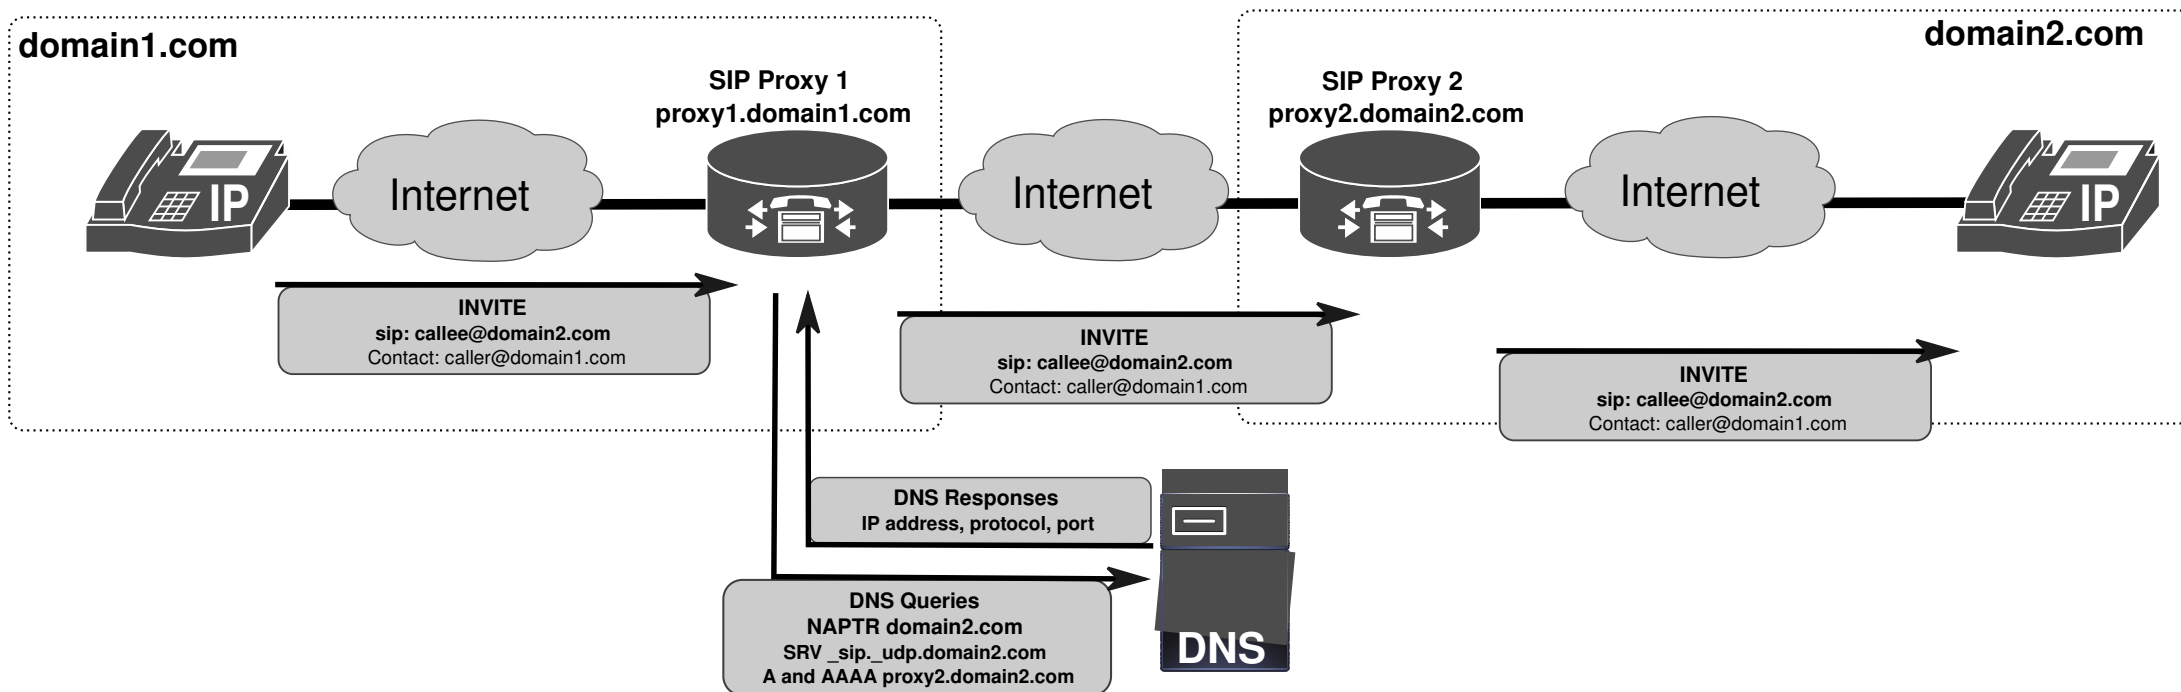 domain1.com
domain2.com
SIP Proxy 1
proxy1.domain1.com
SIP Proxy 2
proxy2.domain2.com
IP
Internet
Internet
Internet
IP
INVITE
sip: callee@domain2.com
Contact: caller@domain1.com
INVITE
sip: callee@domain2.com
Contact: caller@domain1.com
INVITE
sip: callee@domain2.com
Contact: caller@domain1.com
DNS Responses
IP address, protocol, port
DNS Queries
NAPTR domain2.com
SRV _sip._udp.domain2.com
A and AAAA proxy2.domain2.com
DNS